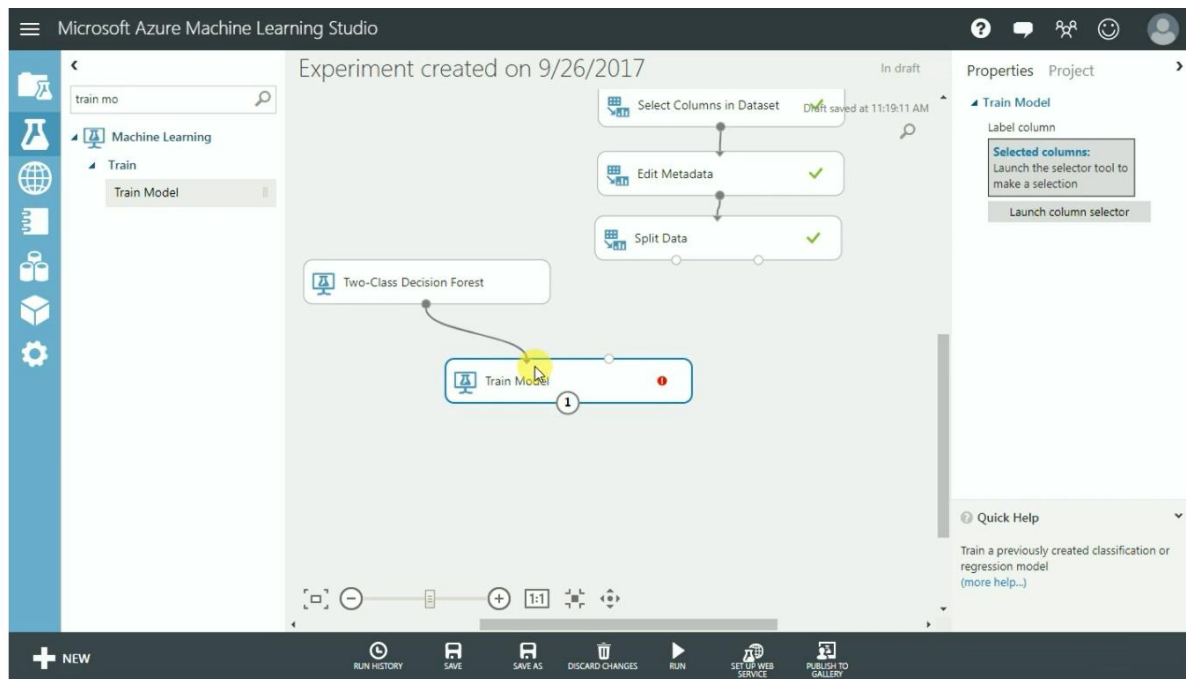 Microsoft Azure Machine Learning Studio
train mo
Machine Learning
Train
Train Model
Experiment created on 9/26/2017
In draft
Draft saved at 11:19:11 AM
Select Columns in Dataset
Edit Metadata
Split Data
Two-Class Decision Forest
Train Model
1
1:1
Properties Project
Train Model
Label column
Selected columns:
Launch the selector tool to
make a selection
Launch column selector
Quick Help
Train a previously created classification or
regression model
(more help...)
NEW
RUN HISTORY
SAVE
SAVE AS
DISCARD CHANGES
RUN
SET UP WEB
SERVICE
PUBLISH TO
GALLERY